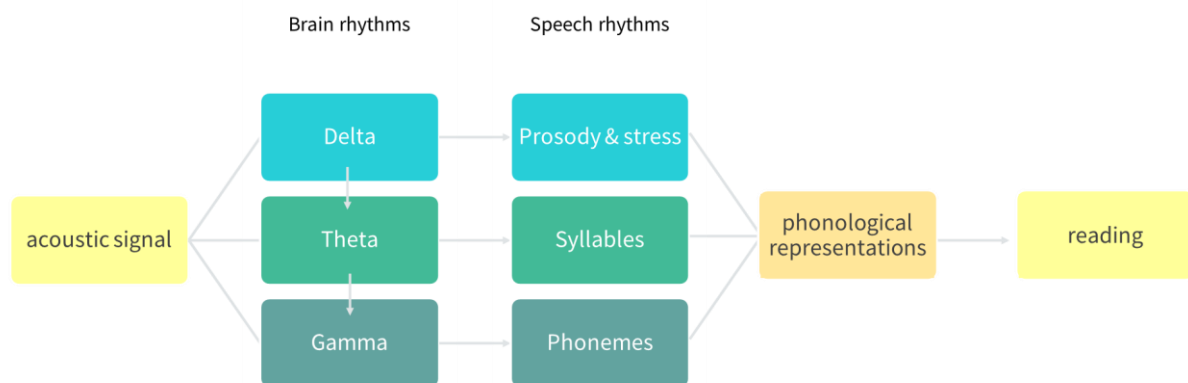 Brain rhythms
Speech rhythms
Delta
Prosody & stress
acoustic signal
Theta
Syllables
phonological
representations
reading
Gamma
Phonemes